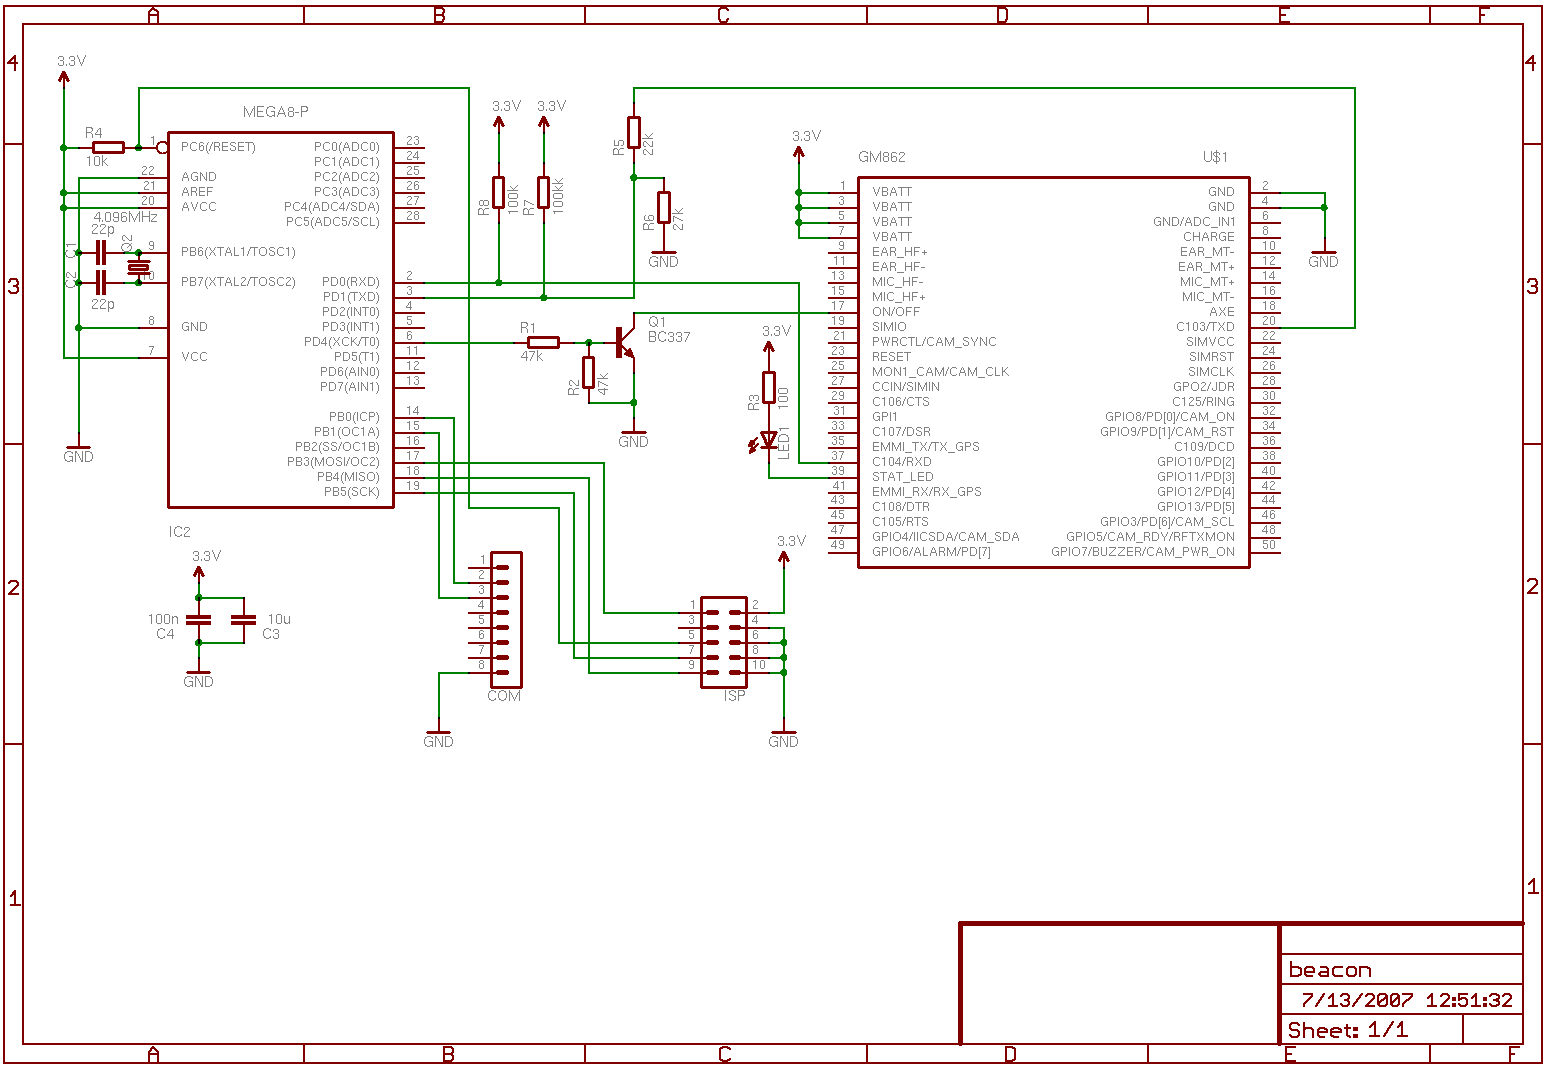 A B C D E F
4 4
3 3
2 2
1 1
A B C D E F
3.3V
MEGA8-P
R4
10k
1 PC6(/RESET)
22 AGND
21 AREF
20 AVCC
4.096MHz
22p
C1
Q2
9 PB6(XTAL1/TOSC1)
C2
10 PB7(XTAL2/TOSC2)
22p
8 GND
7 VCC
GND
PC0(ADC0) 23
PC1(ADC1) 24
PC2(ADC2) 25
PC3(ADC3) 26
PC4(ADC4/SDA) 27
PC5(ADC5/SCL) 28
PD0(RXD) 2
PD1(TXD) 3
PD2(INT0) 4
PD3(INT1) 5
PD4(XCK/T0) 6
PD5(T1) 11
PD6(AIN0) 12
PD7(AIN1) 13
PB0(ICP) 14
PB1(OC1A) 15
PB2(SS/OC1B) 16
PB3(MOSI/OC2) 17
PB4(MISO) 18
PB5(SCK) 19
IC2
3.3V
100n
C4
10u
C3
GND
3.3V 3.3V
R8
100k
R7
100kk
R5
22k
R6
27k
GND
R1
47k
R2
47k
Q1
BC337
GND
3.3V
R3
100
LED1
1
2
3
4
5
6
7
8
COM
GND
3.3V
1 2
3 4
5 6
7 8
9 10
ISP
GND
3.3V
GM862 U$1
1 VBATT GND 2
3 VBATT GND 4
5 VBATT GND/ADC_IN1 6
7 VBATT CHARGE 8
9 EAR_HF+ EAR_MT- 10
11 EAR_HF- EAR_MT+ 12
13 MIC_HF- MIC_MT+ 14
15 MIC_HF+ MIC_MT- 16
17 ON/OFF AXE 18
19 SIMIO C103/TXD 20
21 PWRCTL/CAM_SYNC SIMVCC 22
23 RESET SIMRST 24
25 MON1_CAM/CAM_CLK SIMCLK 26
27 CCIN/SIMIN GPO2/JDR 28
29 C106/CTS C125/RING 30
31 GPI1 GPIO8/PD[0]/CAM_ON 32
33 C107/DSR GPIO9/PD[1]/CAM_RST 34
35 EMMI_TX/TX_GPS C109/DCD 36
37 C104/RXD GPIO10/PD[2] 38
39 STAT_LED GPIO11/PD[3] 40
41 EMMI_RX/RX_GPS GPIO12/PD[4] 42
43 C108/DTR GPIO13/PD[5] 44
45 C105/RTS GPIO3/PD[6]/CAM_SCL 46
47 GPIO4/IICSDA/CAM_SDA GPIO5/CAM_RDY/RFTXMON 48
49 GPIO6/ALARM/PD[7] GPIO7/BUZZER/CAM_PWR_ON 50
GND
beacon
7/13/2007 12:51:32
Sheet: 1/1